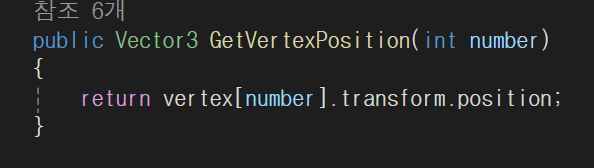 참조 6개
public Vector3 GetVertexPosition(int number)
{
return vertex[number].transform.position;
}